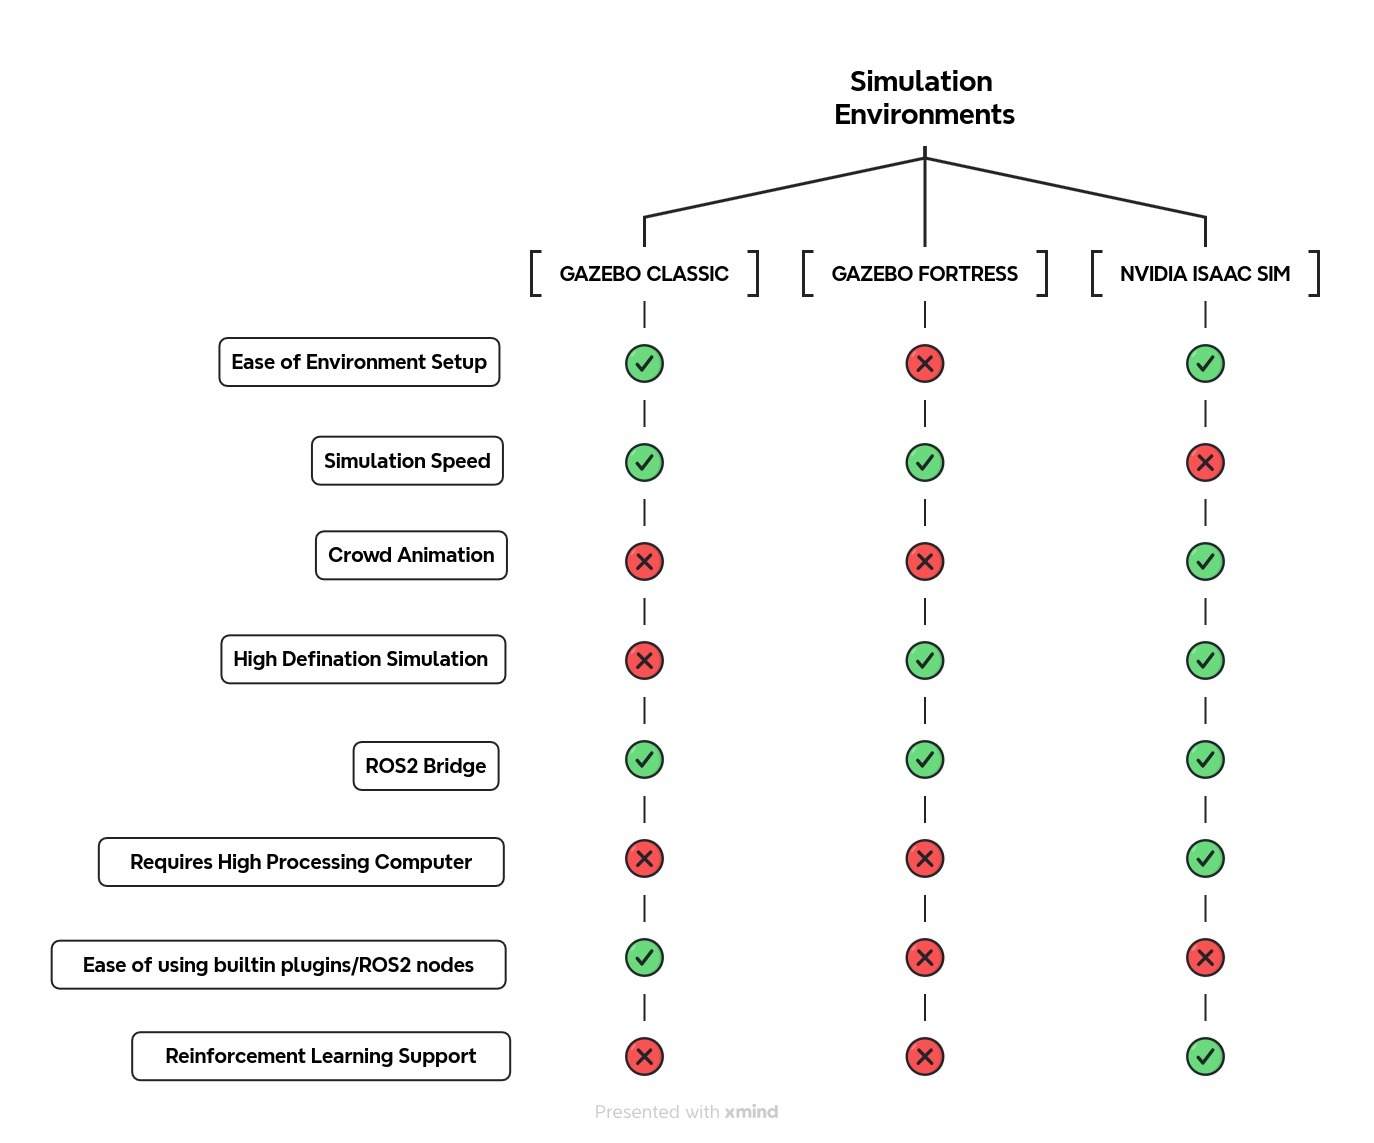 Simulation
Environments
GAZEBO CLASSIC
GAZEBO FORTRESS
NVIDIA ISAAC SIM
Ease of Environment Setup
Simulation Speed
Crowd Animation
High Defination Simulation
ROS2 Bridge
Requires High Processing Computer
Ease of using builtin plugins/ROS2 nodes
Reinforcement Learning Support
Presented with xmind